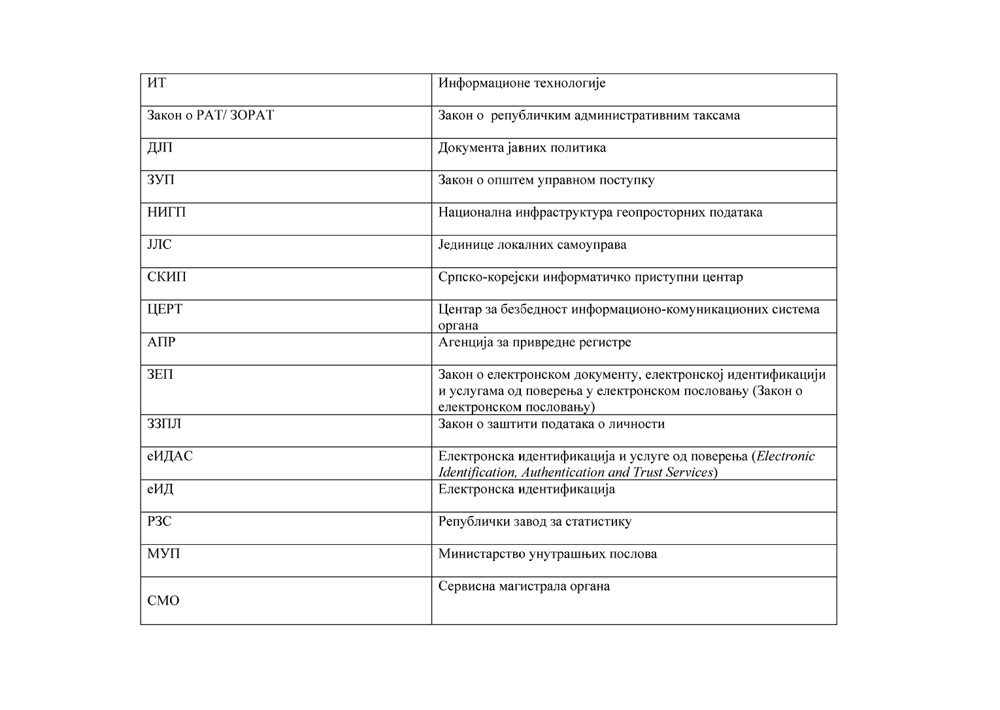 ИТ
Информационе технологије
Закон о РАТ/ ЗОРАТ
Закон о  републичким административним таксама
ДЈП
Документа јавних политика
ЗУП
Закон о општем управном поступку
НИГП
Национална инфраструктура геопросторних података
ЈЛС
Јединице локалних самоуправа
СКИП
Српско-корејски информатичко приступни центар
ЦЕРТ
Центар за безбедност информационо-комуникационих система
органа
АПР
Агенција за привредне регистре
ЗЕП
Закон о електронском документу, електронској идентификацији
и услугама од поверења у електронском пословању (Закон о
електронском пословању)
ЗЗПЛ
Закон о заштити података о личности
еИДАС
Електронска идентификација и услуге од поверења (Electronic
Identification, Authentication and Trust Services)
еИД
Електронска идентификација
РЗС
Републички завод за статистику
МУП
Министарство унутрашњих послова
СМО
Сервисна магистрала органа